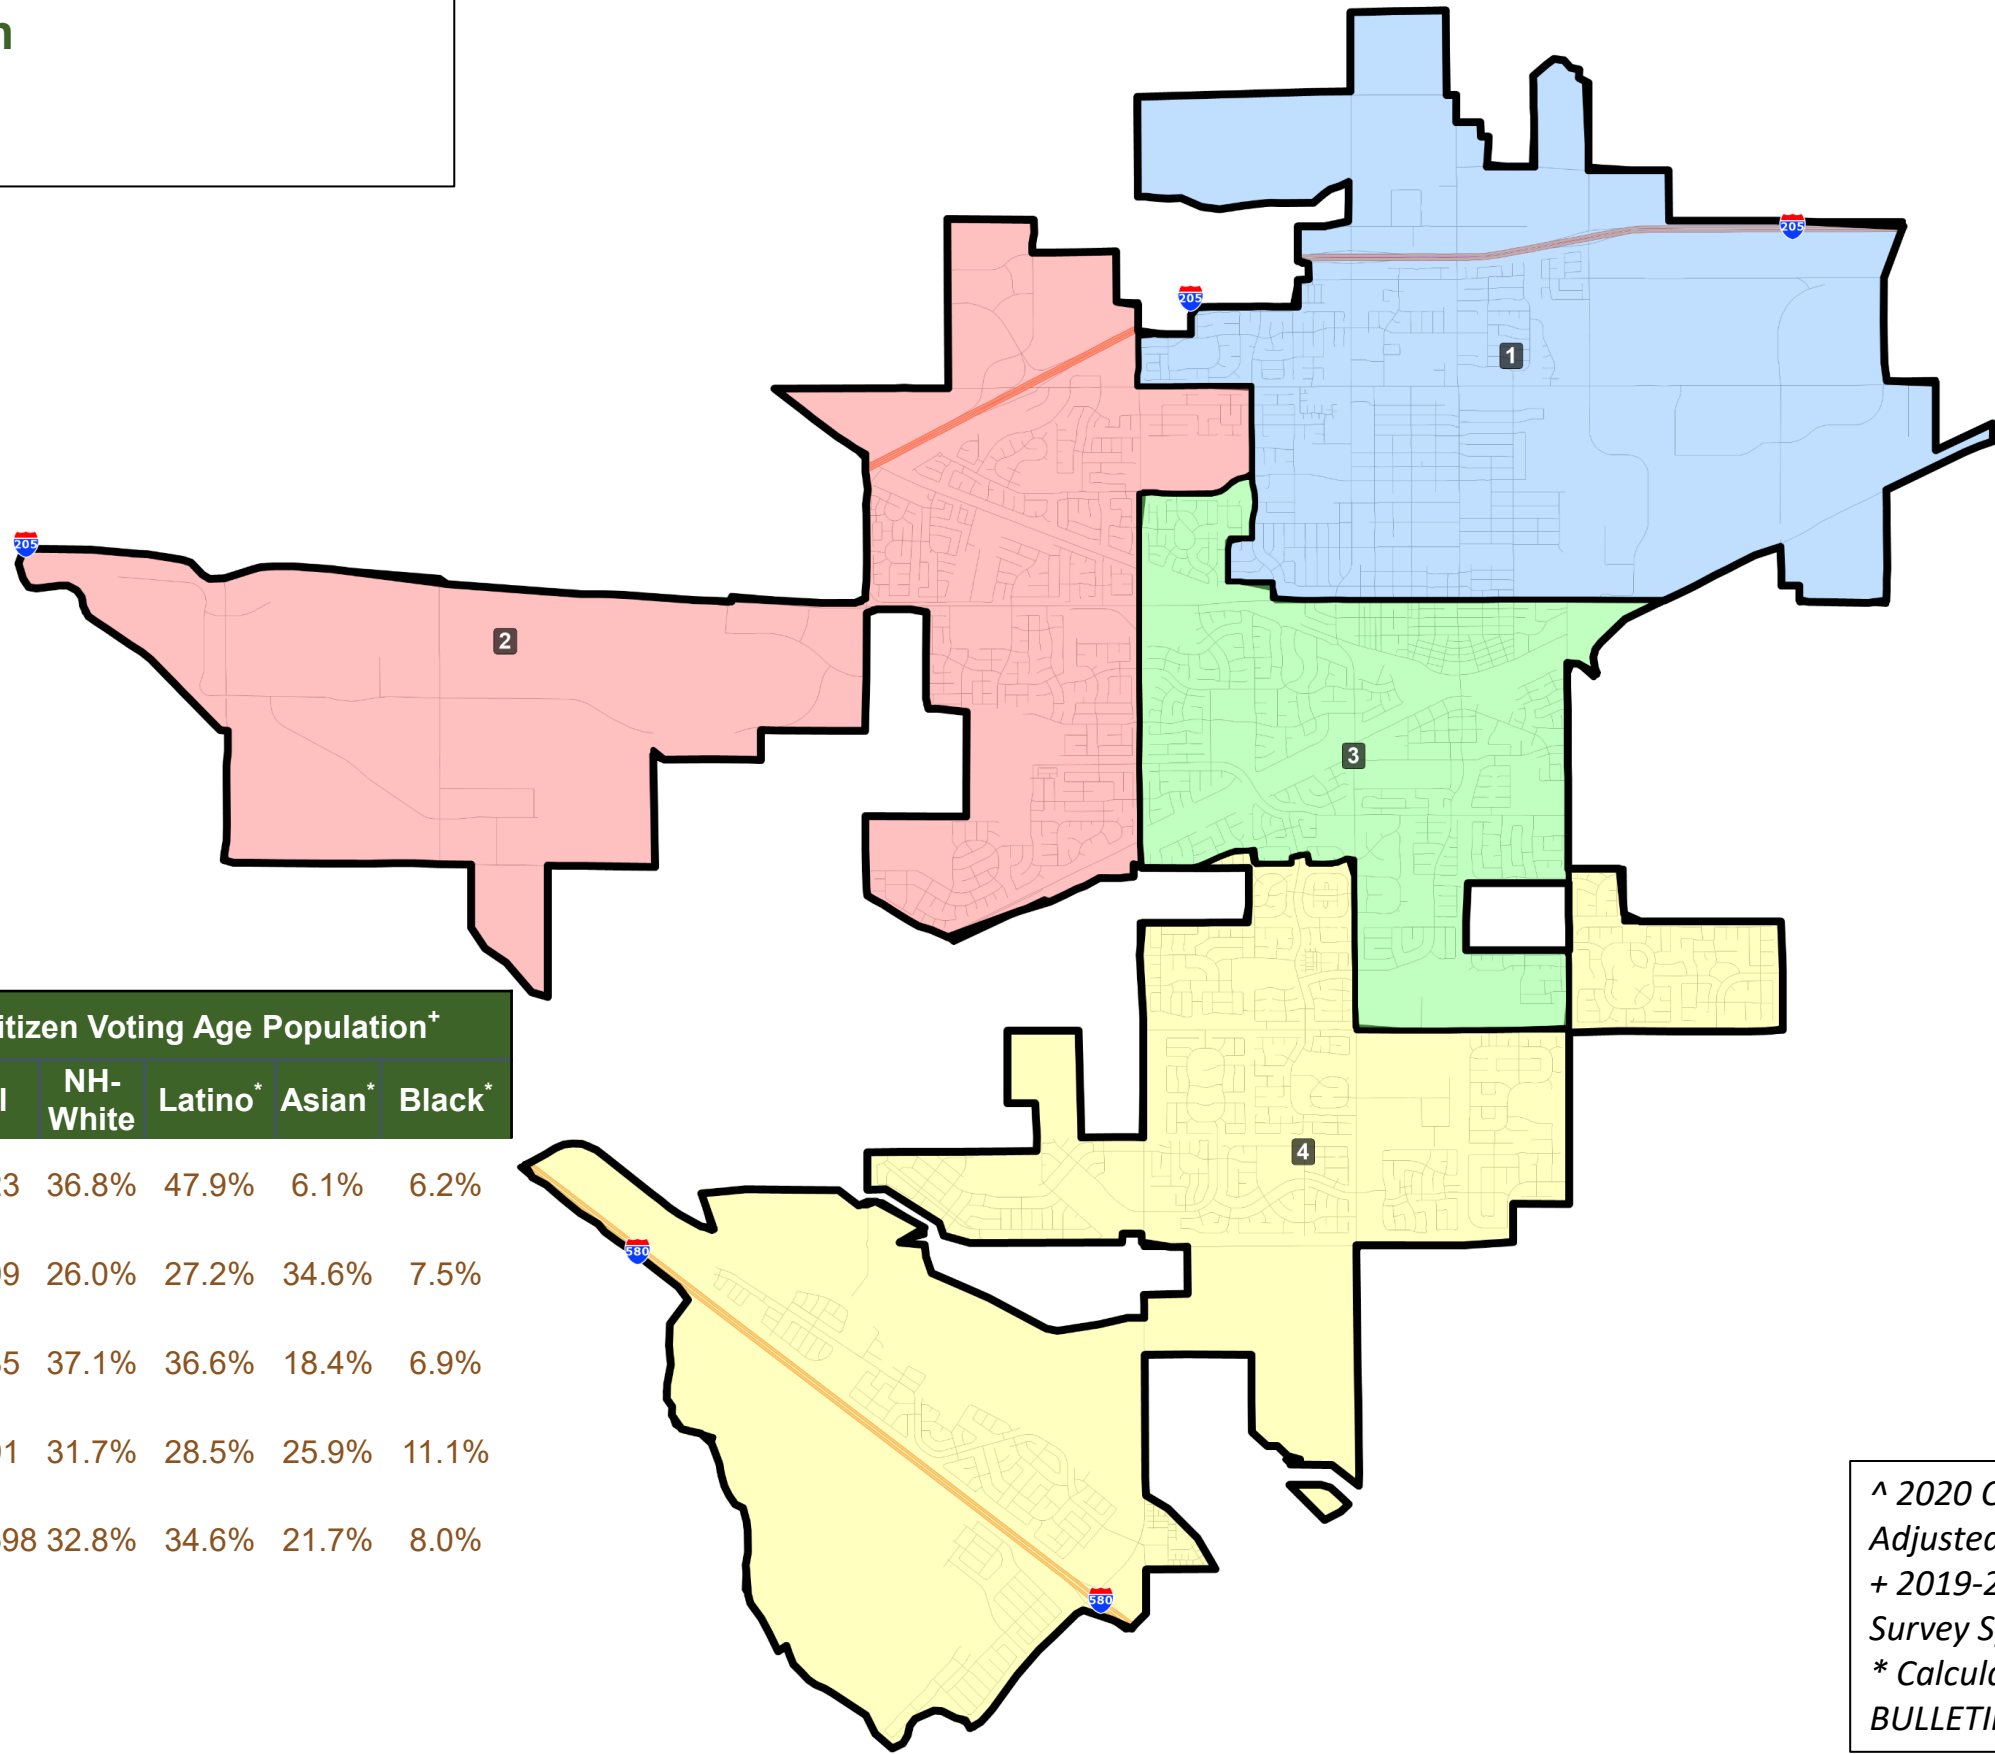 205
205
1
205
2
3
Citizen Voting Age Population+
NH-
White Latino* Asian* Black*
4
36.8% 47.9% 6.1% 6.2%
580
26.0% 27.2% 34.6% 7.5%
37.1% 36.6% 18.4% 6.9%
31.7% 28.5% 25.9% 11.1%
98 32.8% 34.6% 21.7% 8.0%
580
^ 2020
Adjusted
+ 2019-2
Survey
* Calcul
BULLETI